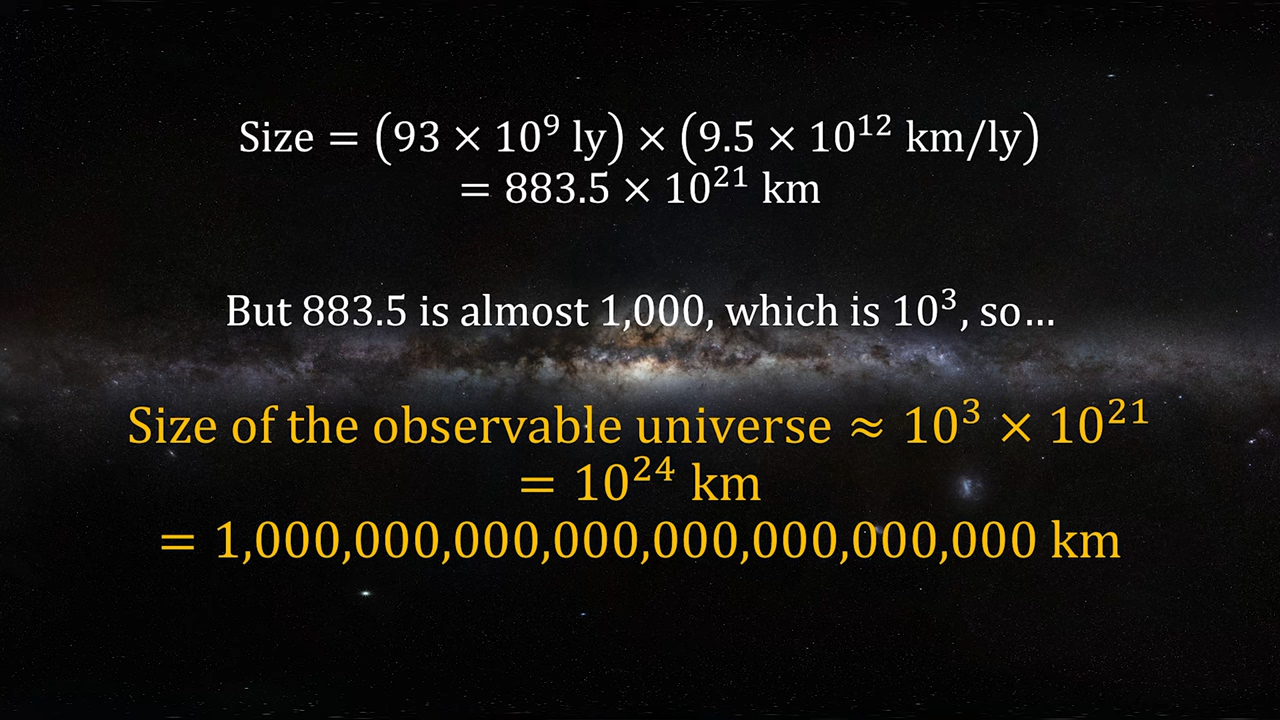 Size = (93 × 10⁹ ly) × (9.5 × 10¹² km/ly)
= 883.5 × 10²¹ km
But 883.5 is almost 1,000, which is 10³, so…
Size of the observable universe ≈ 10³ × 10²¹
= 10²⁴ km
= 1,000,000,000,000,000,000,000,000 km